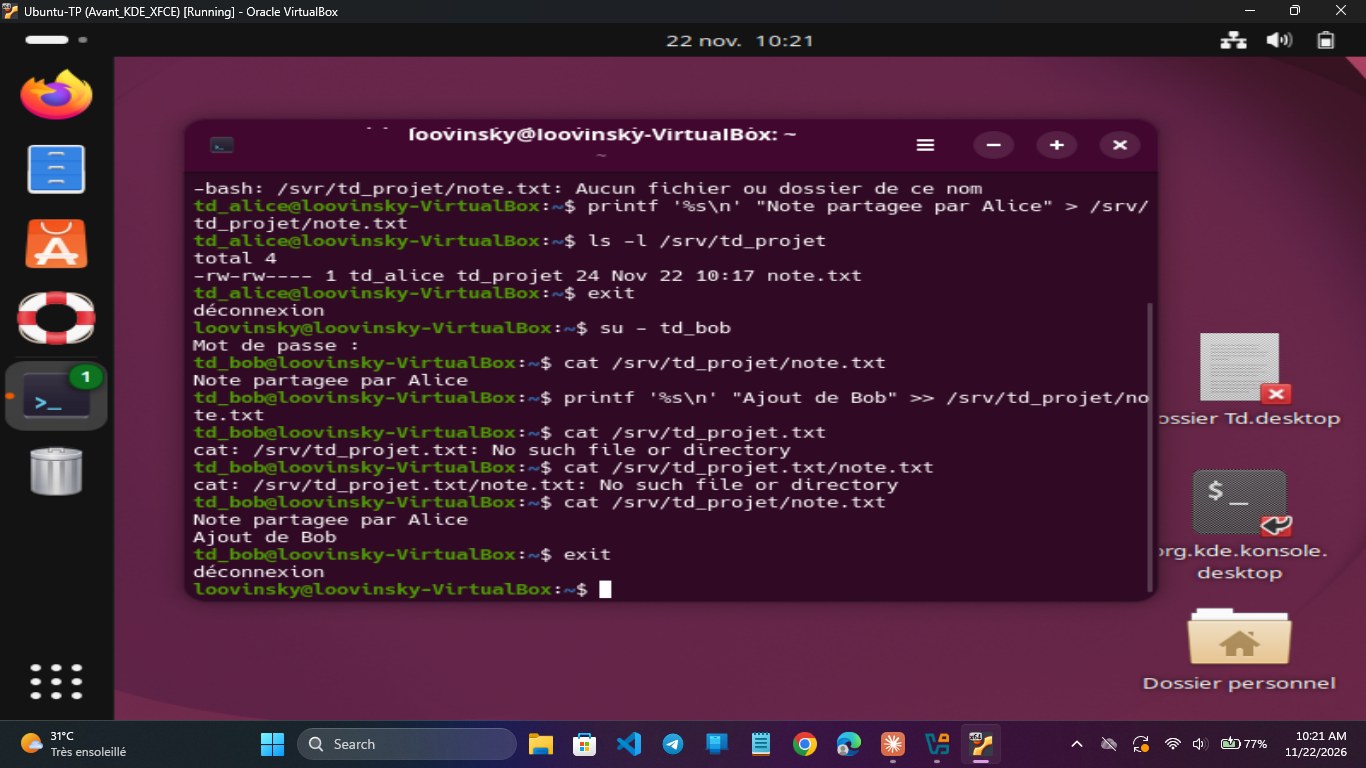 Ubuntu-TP (Avant_KDE_XFCE) [Running] - Oracle VirtualBox
22 nov. 10:21
loovinsky@loovinsky-VirtualBox: ~
~
-bash: /svr/td_projet/note.txt: Aucun fichier ou dossier de ce nom
td_alice@loovinsky-VirtualBox:~$ printf '%s\n' "Note partagee par Alice" > /srv/
td_projet/note.txt
td_alice@loovinsky-VirtualBox:~$ ls -l /srv/td_projet
total 4
-rw-rw---- 1 td_alice td_projet 24 Nov 22 10:17 note.txt
td_alice@loovinsky-VirtualBox:~$ exit
déconnexion
loovinsky@loovinsky-VirtualBox:~$ su - td_bob
Mot de passe :
td_bob@loovinsky-VirtualBox:~$ cat /srv/td_projet/note.txt
Note partagee par Alice
td_bob@loovinsky-VirtualBox:~$ printf '%s\n' "Ajout de Bob" >> /srv/td_projet/no
te.txt
td_bob@loovinsky-VirtualBox:~$ cat /srv/td_projet.txt
cat: /srv/td_projet.txt: No such file or directory
td_bob@loovinsky-VirtualBox:~$ cat /srv/td_projet.txt/note.txt
cat: /srv/td_projet.txt/note.txt: No such file or directory
td_bob@loovinsky-VirtualBox:~$ cat /srv/td_projet/note.txt
Note partagee par Alice
Ajout de Bob
td_bob@loovinsky-VirtualBox:~$ exit
déconnexion
loovinsky@loovinsky-VirtualBox:~$
1
>_
ossier Td.desktop
$ _
org.kde.konsole.
desktop
Dossier personnel
31°C
Très ensoleillé
Search
77%
10:21 AM
11/22/2026